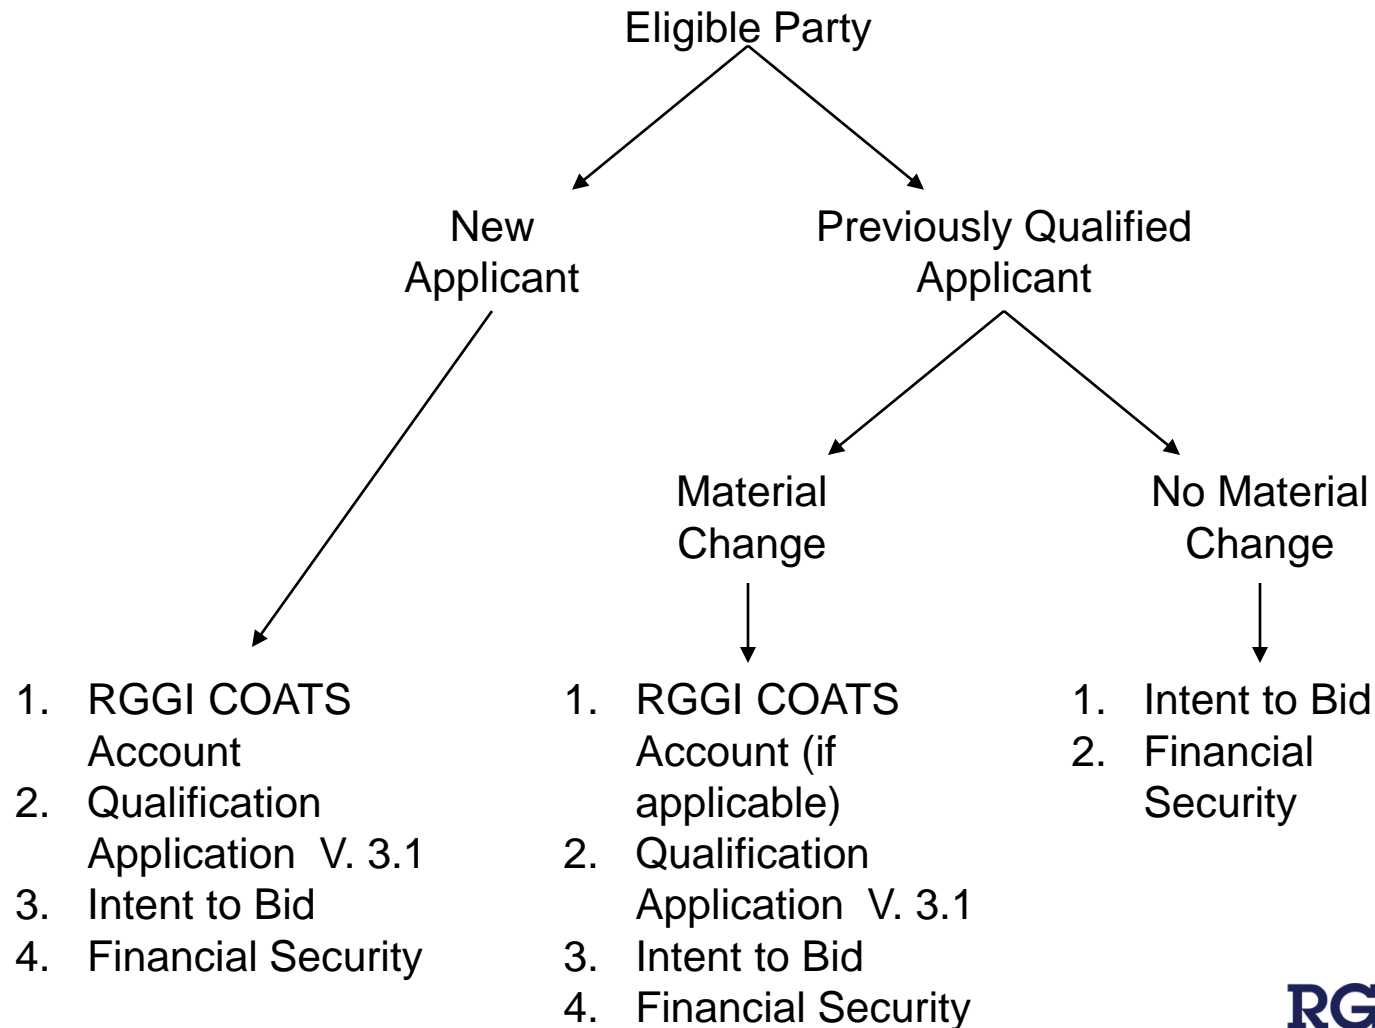 Eligible Party
New
Applicant
Previously Qualified
Applicant
Material
Change
No Material
Change
1. RGGI COATS
Account
2. Qualification
Application V. 3.1
3. Intent to Bid
4. Financial Security
1. RGGI COATS
Account (if
applicable)
2. Qualification
Application V. 3.1
3. Intent to Bid
4. Financial Security
1. Intent to Bid
2. Financial
Security
RG